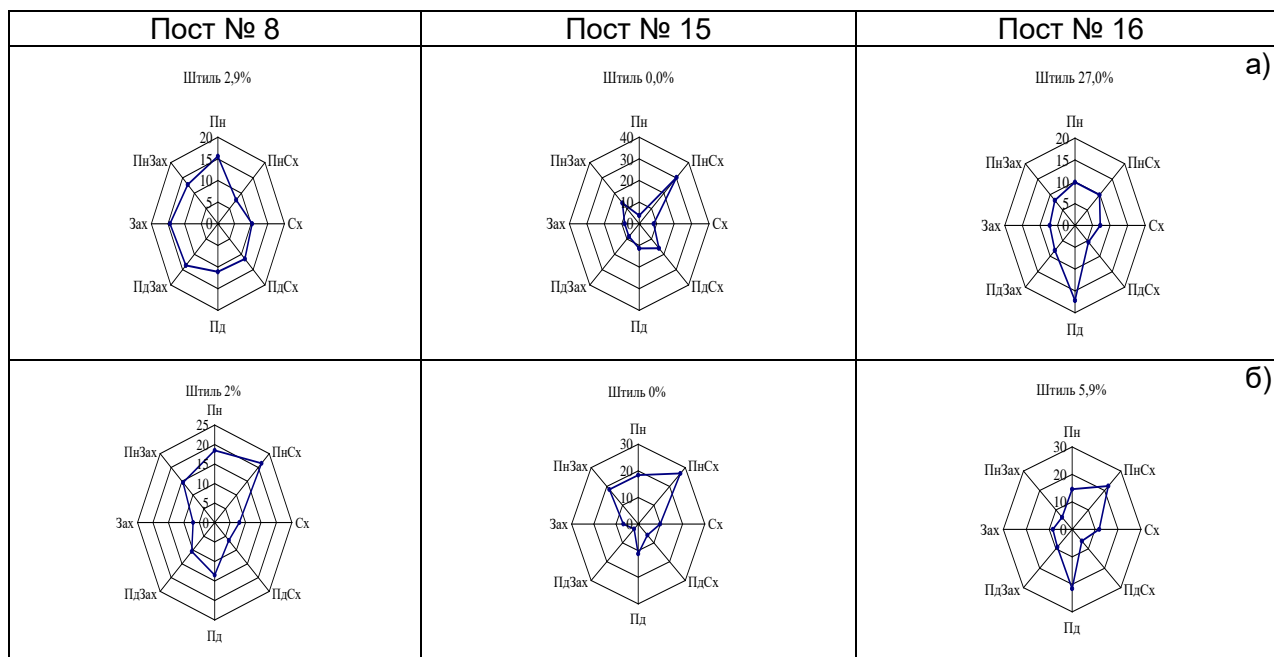 Пост № 8
Пост № 15
Пост № 16
а)
Штиль 2,9%
Пн
20
ПнЗах
15
ПнСх
10
5
Зах
0
Сх
ПдЗах
ПдСх
Пд
Штиль 0,0%
Пн
40
ПнЗах
30
ПнСх
20
10
Зах
0
Сх
ПдЗах
ПдСх
Пд
Штиль 27,0%
Пн
20
ПнЗах
15
ПнСх
10
5
Зах
0
Сх
ПдЗах
ПдСх
Пд
б)
Штиль 2%
Пн
25
ПнЗах
20
ПнСх
15
10
5
Зах
0
Сх
ПдЗах
ПдСх
Пд
Штиль 0%
Пн
30
ПнЗах
20
ПнСх
10
Зах
0
Сх
ПдЗах
ПдСх
Пд
Штиль 5,9%
Пн
30
ПнЗах
20
ПнСх
10
Зах
0
Сх
ПдЗах
ПдСх
Пд